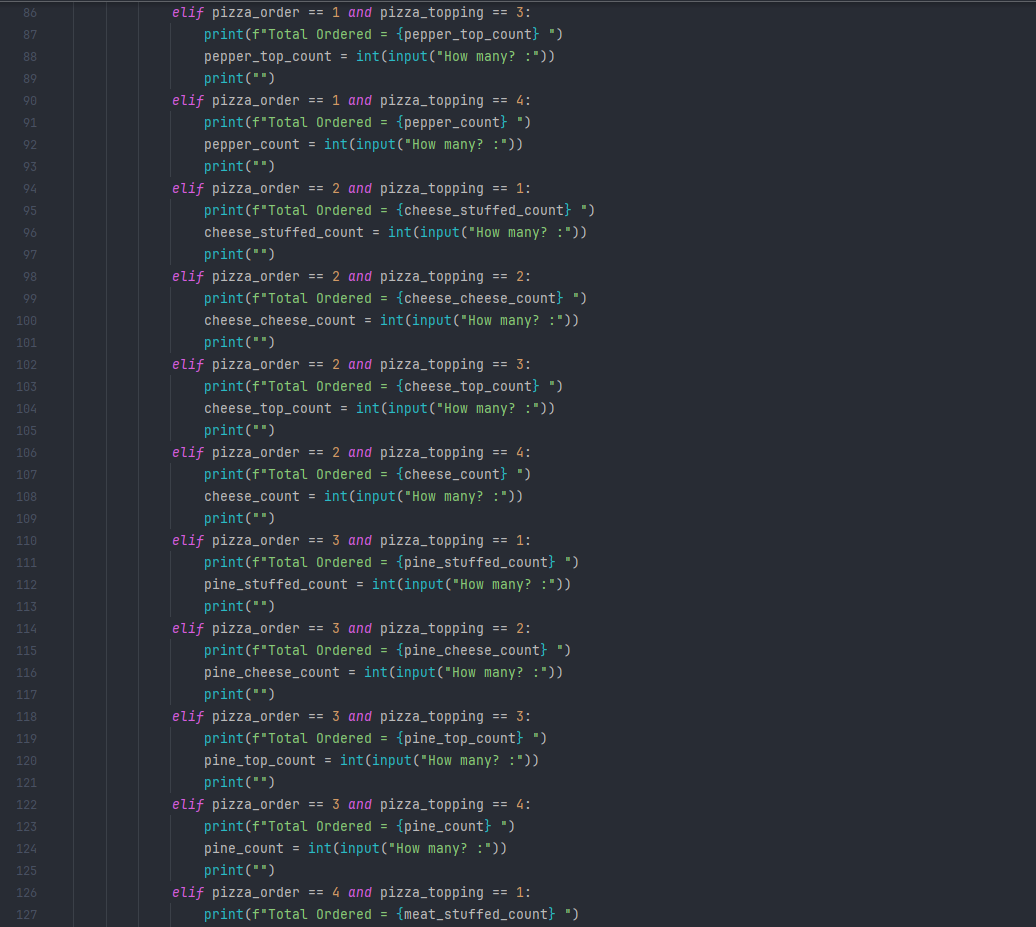 86 elif pizza_order == 1 and pizza_topping == 3:
87 print(f"Total Ordered = {pepper_top_count} ")
88 pepper_top_count = int(input("How many? :"))
89 print("")
90 elif pizza_order == 1 and pizza_topping == 4:
91 print(f"Total Ordered = {pepper_count} ")
92 pepper_count = int(input("How many? :"))
93 print("")
94 elif pizza_order == 2 and pizza_topping == 1:
95 print(f"Total Ordered = {cheese_stuffed_count} ")
96 cheese_stuffed_count = int(input("How many? :"))
97 print("")
98 elif pizza_order == 2 and pizza_topping == 2:
99 print(f"Total Ordered = {cheese_cheese_count} ")
100 cheese_cheese_count = int(input("How many? :"))
101 print("")
102 elif pizza_order == 2 and pizza_topping == 3:
103 print(f"Total Ordered = {cheese_top_count} ")
104 cheese_top_count = int(input("How many? :"))
105 print("")
106 elif pizza_order == 2 and pizza_topping == 4:
107 print(f"Total Ordered = {cheese_count} ")
108 cheese_count = int(input("How many? :"))
109 print("")
110 elif pizza_order == 3 and pizza_topping == 1:
111 print(f"Total Ordered = {pine_stuffed_count} ")
112 pine_stuffed_count = int(input("How many? :"))
113 print("")
114 elif pizza_order == 3 and pizza_topping == 2:
115 print(f"Total Ordered = {pine_cheese_count} ")
116 pine_cheese_count = int(input("How many? :"))
117 print("")
118 elif pizza_order == 3 and pizza_topping == 3:
119 print(f"Total Ordered = {pine_top_count} ")
120 pine_top_count = int(input("How many? :"))
121 print("")
122 elif pizza_order == 3 and pizza_topping == 4:
123 print(f"Total Ordered = {pine_count} ")
124 pine_count = int(input("How many? :"))
125 print("")
126 elif pizza_order == 4 and pizza_topping == 1:
127 print(f"Total Ordered = {meat_stuffed_count} ")